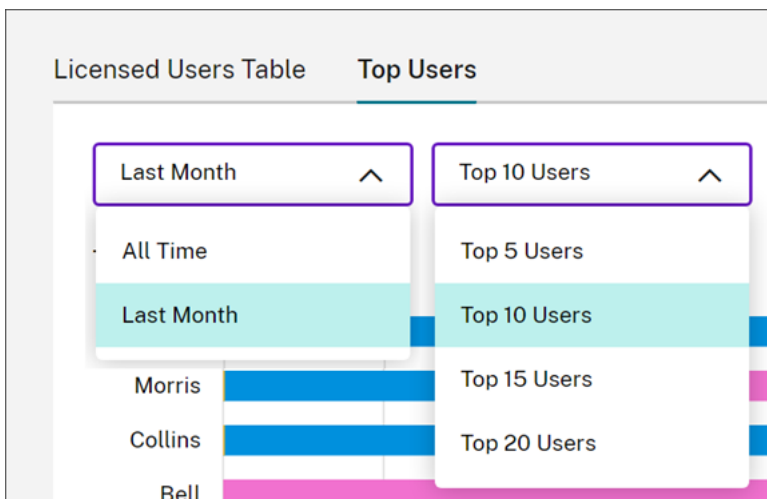 Licensed Users Table Top Users
Last Month Top 10 Users
All Time Top 5 Users
Last Month Top 10 Users
Top 15 Users
Morris
Collins Top 20 Users
Bell